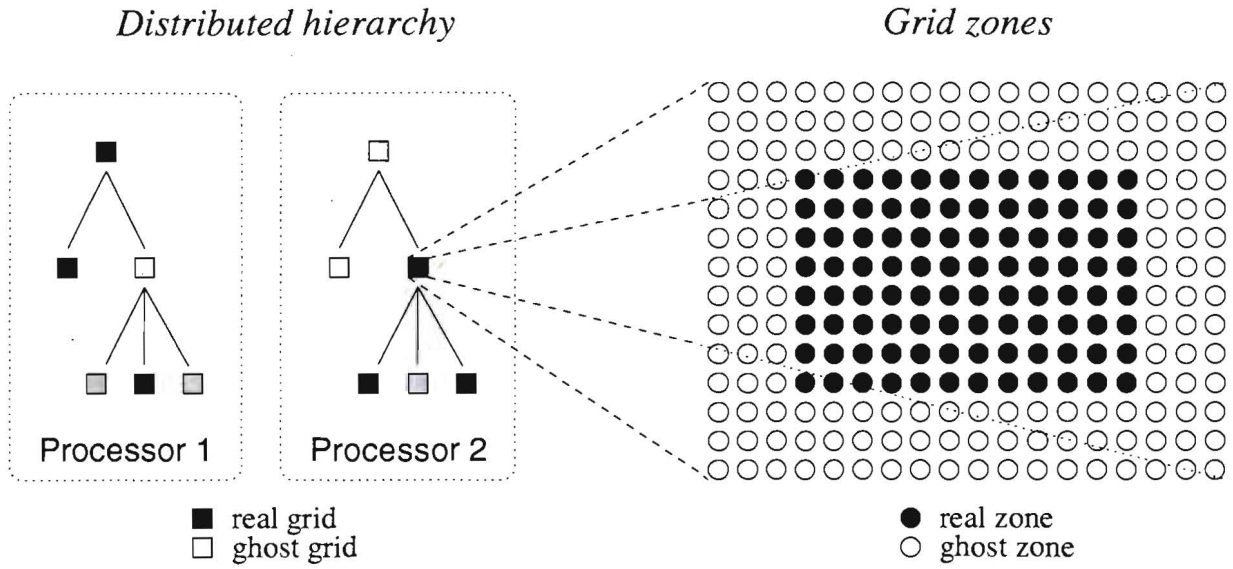 Distributed hierarchy
Grid zones
Processor 1
Processor 2
real grid
ghost grid
real zone
ghost zone